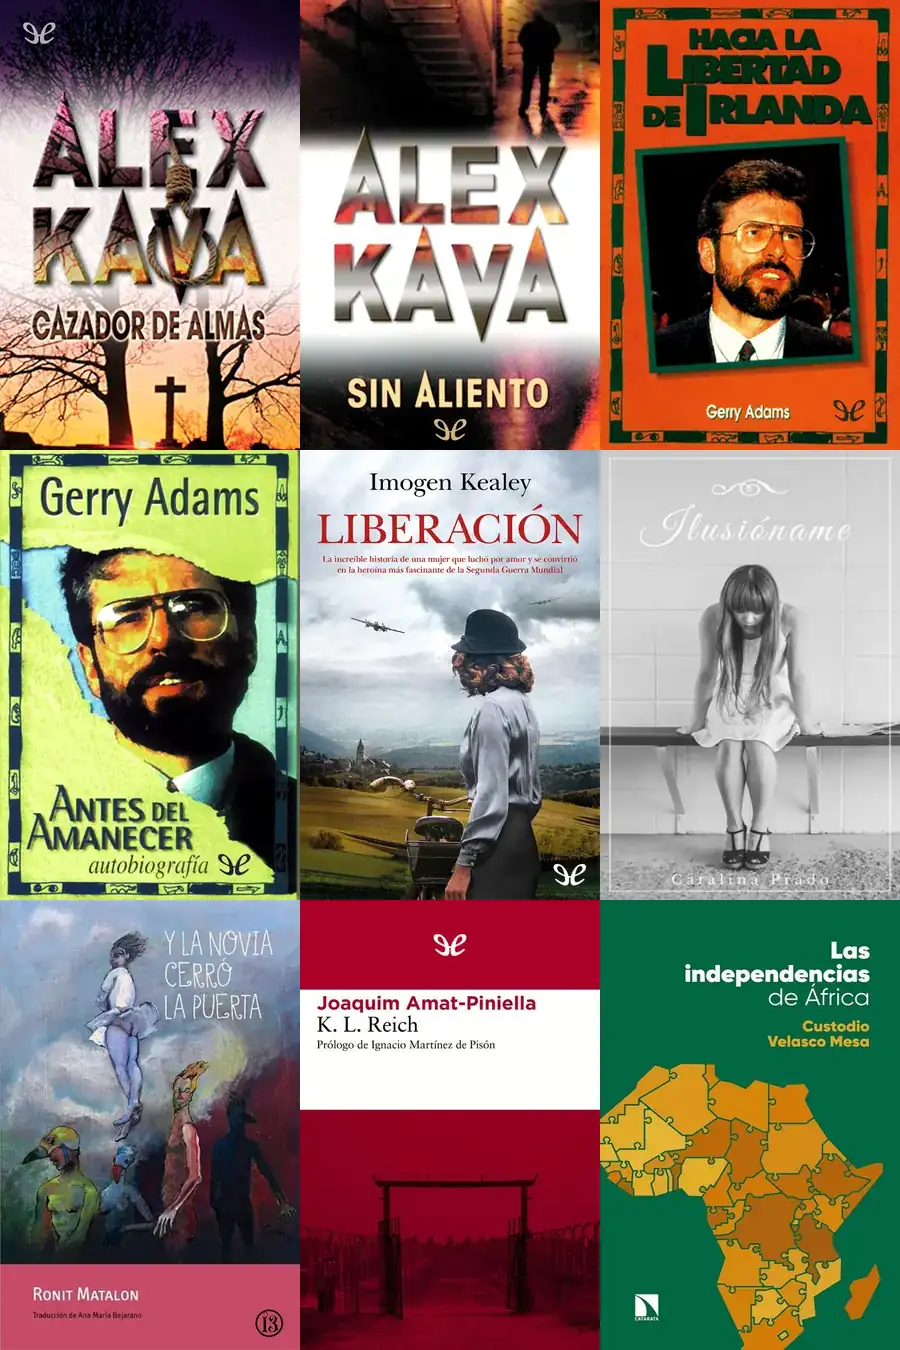 ALEX
KAVA
CAZADOR DE ALMAS
ALEX
KAVA
SIN ALIENTO
HACIA LA
LIBERTAD
DE IRLANDA
Gerry Adams
Gerry Adams
ANTES DEL
AMANECER
autobiografía
Imogen Kealey
LIBERACIÓN
La increíble historia de una mujer que luchó por amor y se convirtió
en la heroína más fascinante de la Segunda Guerra Mundial
Ilusióname
Catalina Prado
Y LA NOVIA
CERRÓ
LA PUERTA
RONIT MATALON
Traducción de Ana María Bejarano
13
Joaquim Amat-Piniella
K. L. Reich
Prólogo de Ignacio Martínez de Pisón
Las
independencias
de África
Custodio
Velasco Mesa
CATARATA